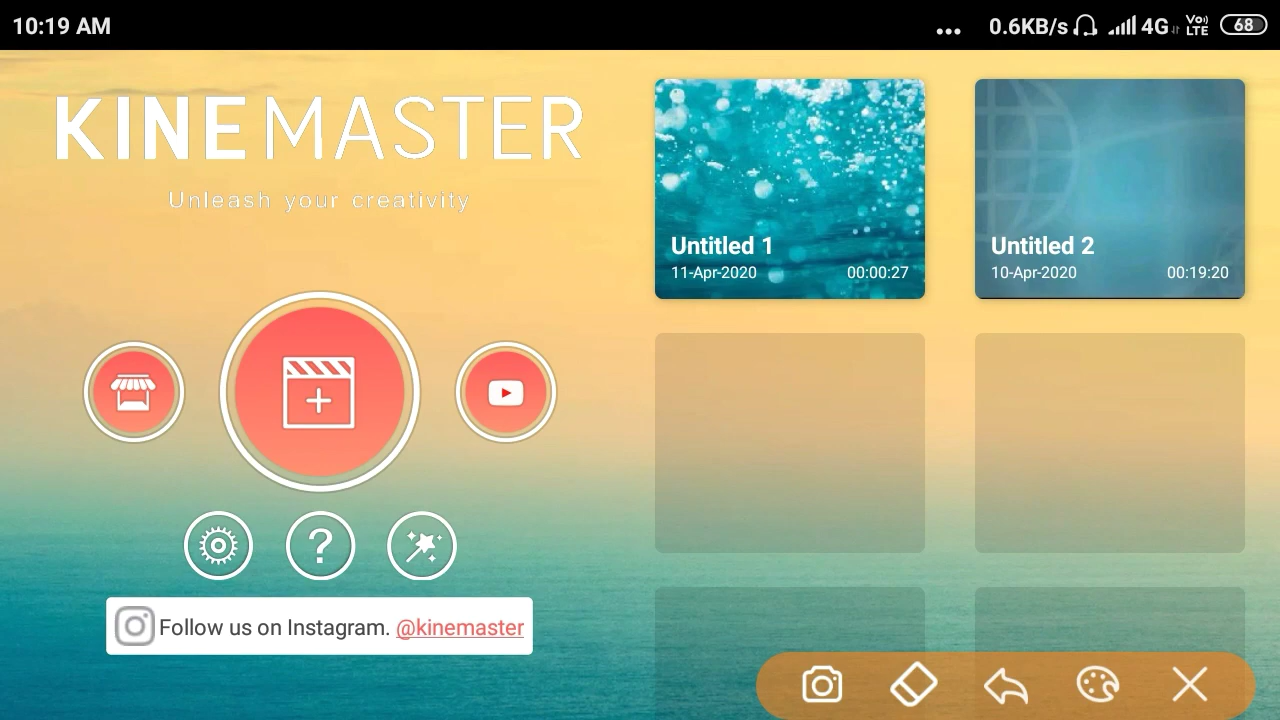 10:19 AM
... 0.6KB/s 4G Vo) LTE 68
KINEMASTER
Unleash your creativity
Untitled 1
11-Apr-2020 00:00:27
Untitled 2
10-Apr-2020 00:19:20
?
Follow us on Instagram. @kinemaster